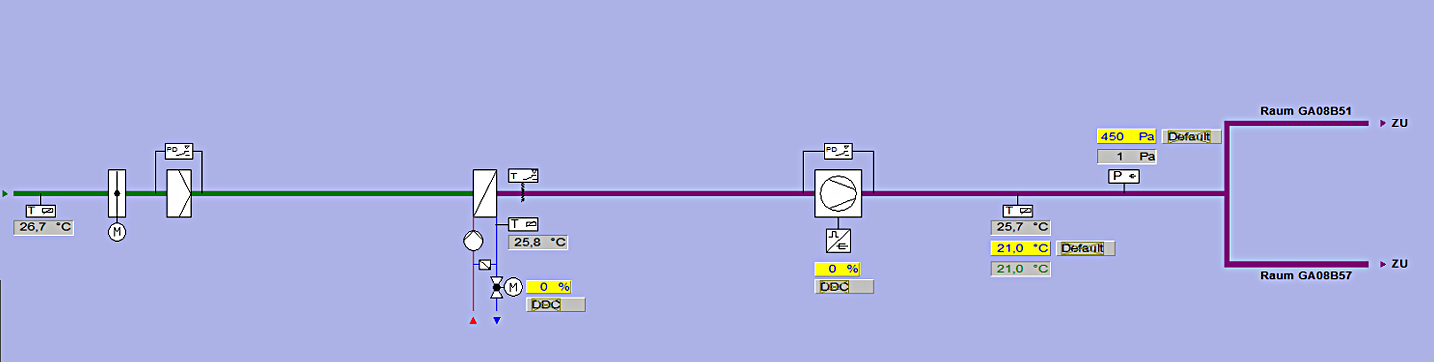 Raum GA08B51
ZU
450 Pa Default
1 Pa
PD
PD
T
P
T
26,7 °C
M
T
25,8 °C
T
25,7 °C
21,0 °C Default
21,0 °C
ZU
Raum GA08B57
0 %
DDC
M
0 %
DDC